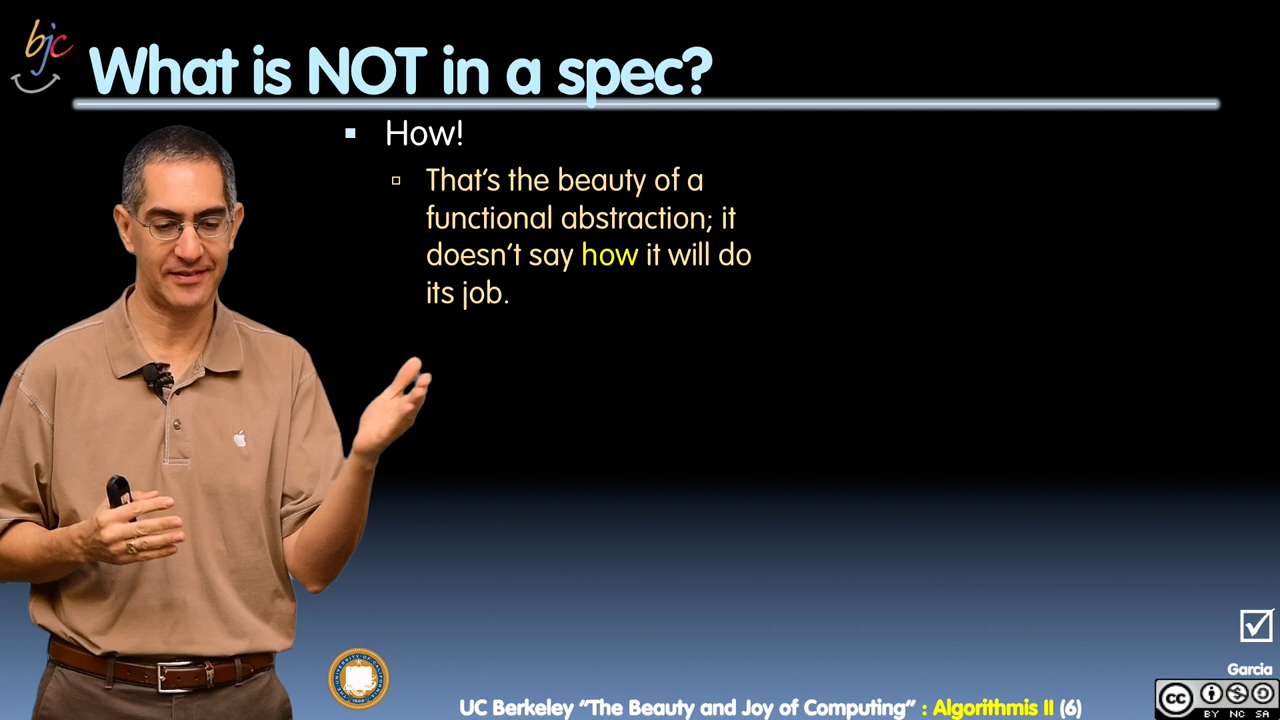 bjc
What is NOT in a spec?
How!
That's the beauty of a
functional abstraction; it
doesn't say how it will do
its job.
Garcia
UC Berkeley "The Beauty and Joy of Computing" : Algorithmis II (6)
cc
BY NC SA